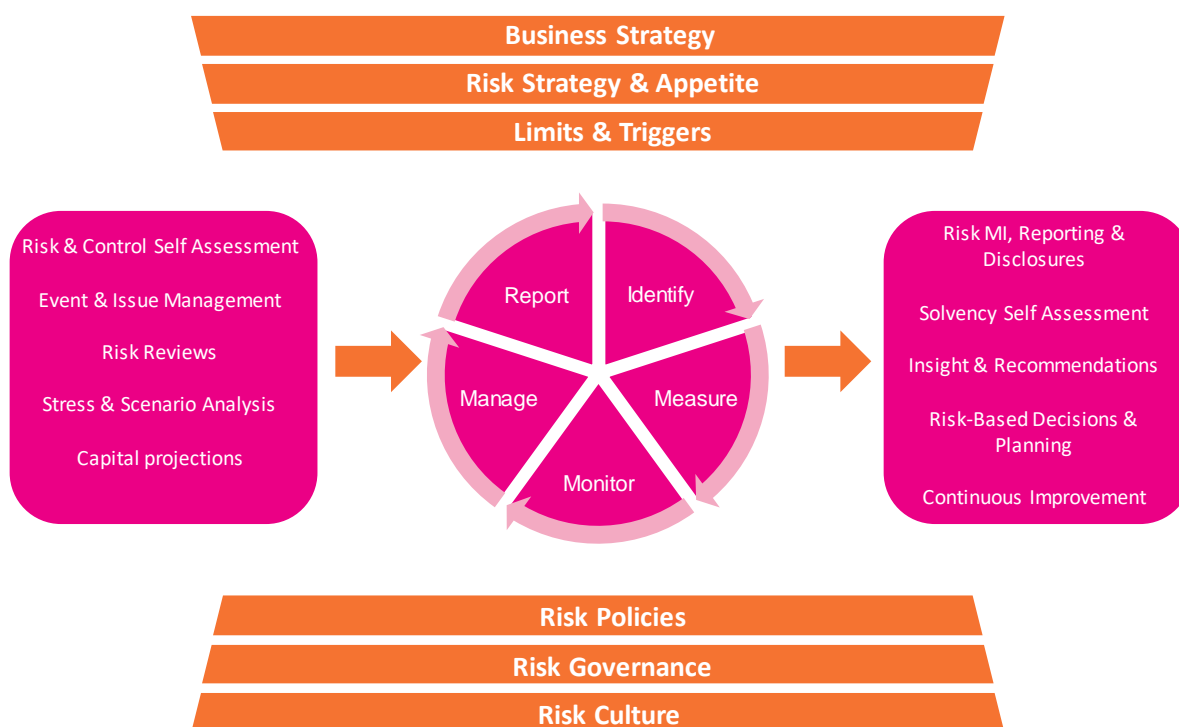 Business Strategy
Risk Strategy & Appetite
Limits & Triggers
Risk & Control Self Assessment
Event & Issue Management
Risk Reviews
Stress & Scenario Analysis
Capital projections
Report
Identify
Manage
Measure
Monitor
Risk MI, Reporting &
Disclosures
Solvency Self Assessment
Insight & Recommendations
Risk-Based Decisions &
Planning
Continuous Improvement
Risk Policies
Risk Governance
Risk Culture